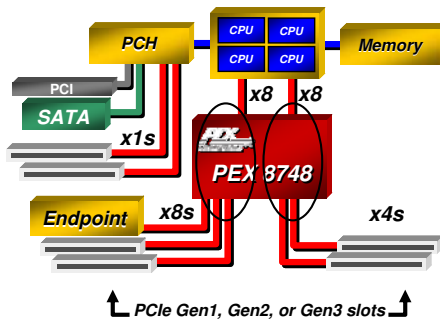 PCH
CPU
CPU
CPU
CPU
Memory
PCI
SATA
x8
x8
x1s
PEX
PEX 8748
Endpoint
x8s
x4s
PCIe Gen1, Gen2, or Gen3 slots